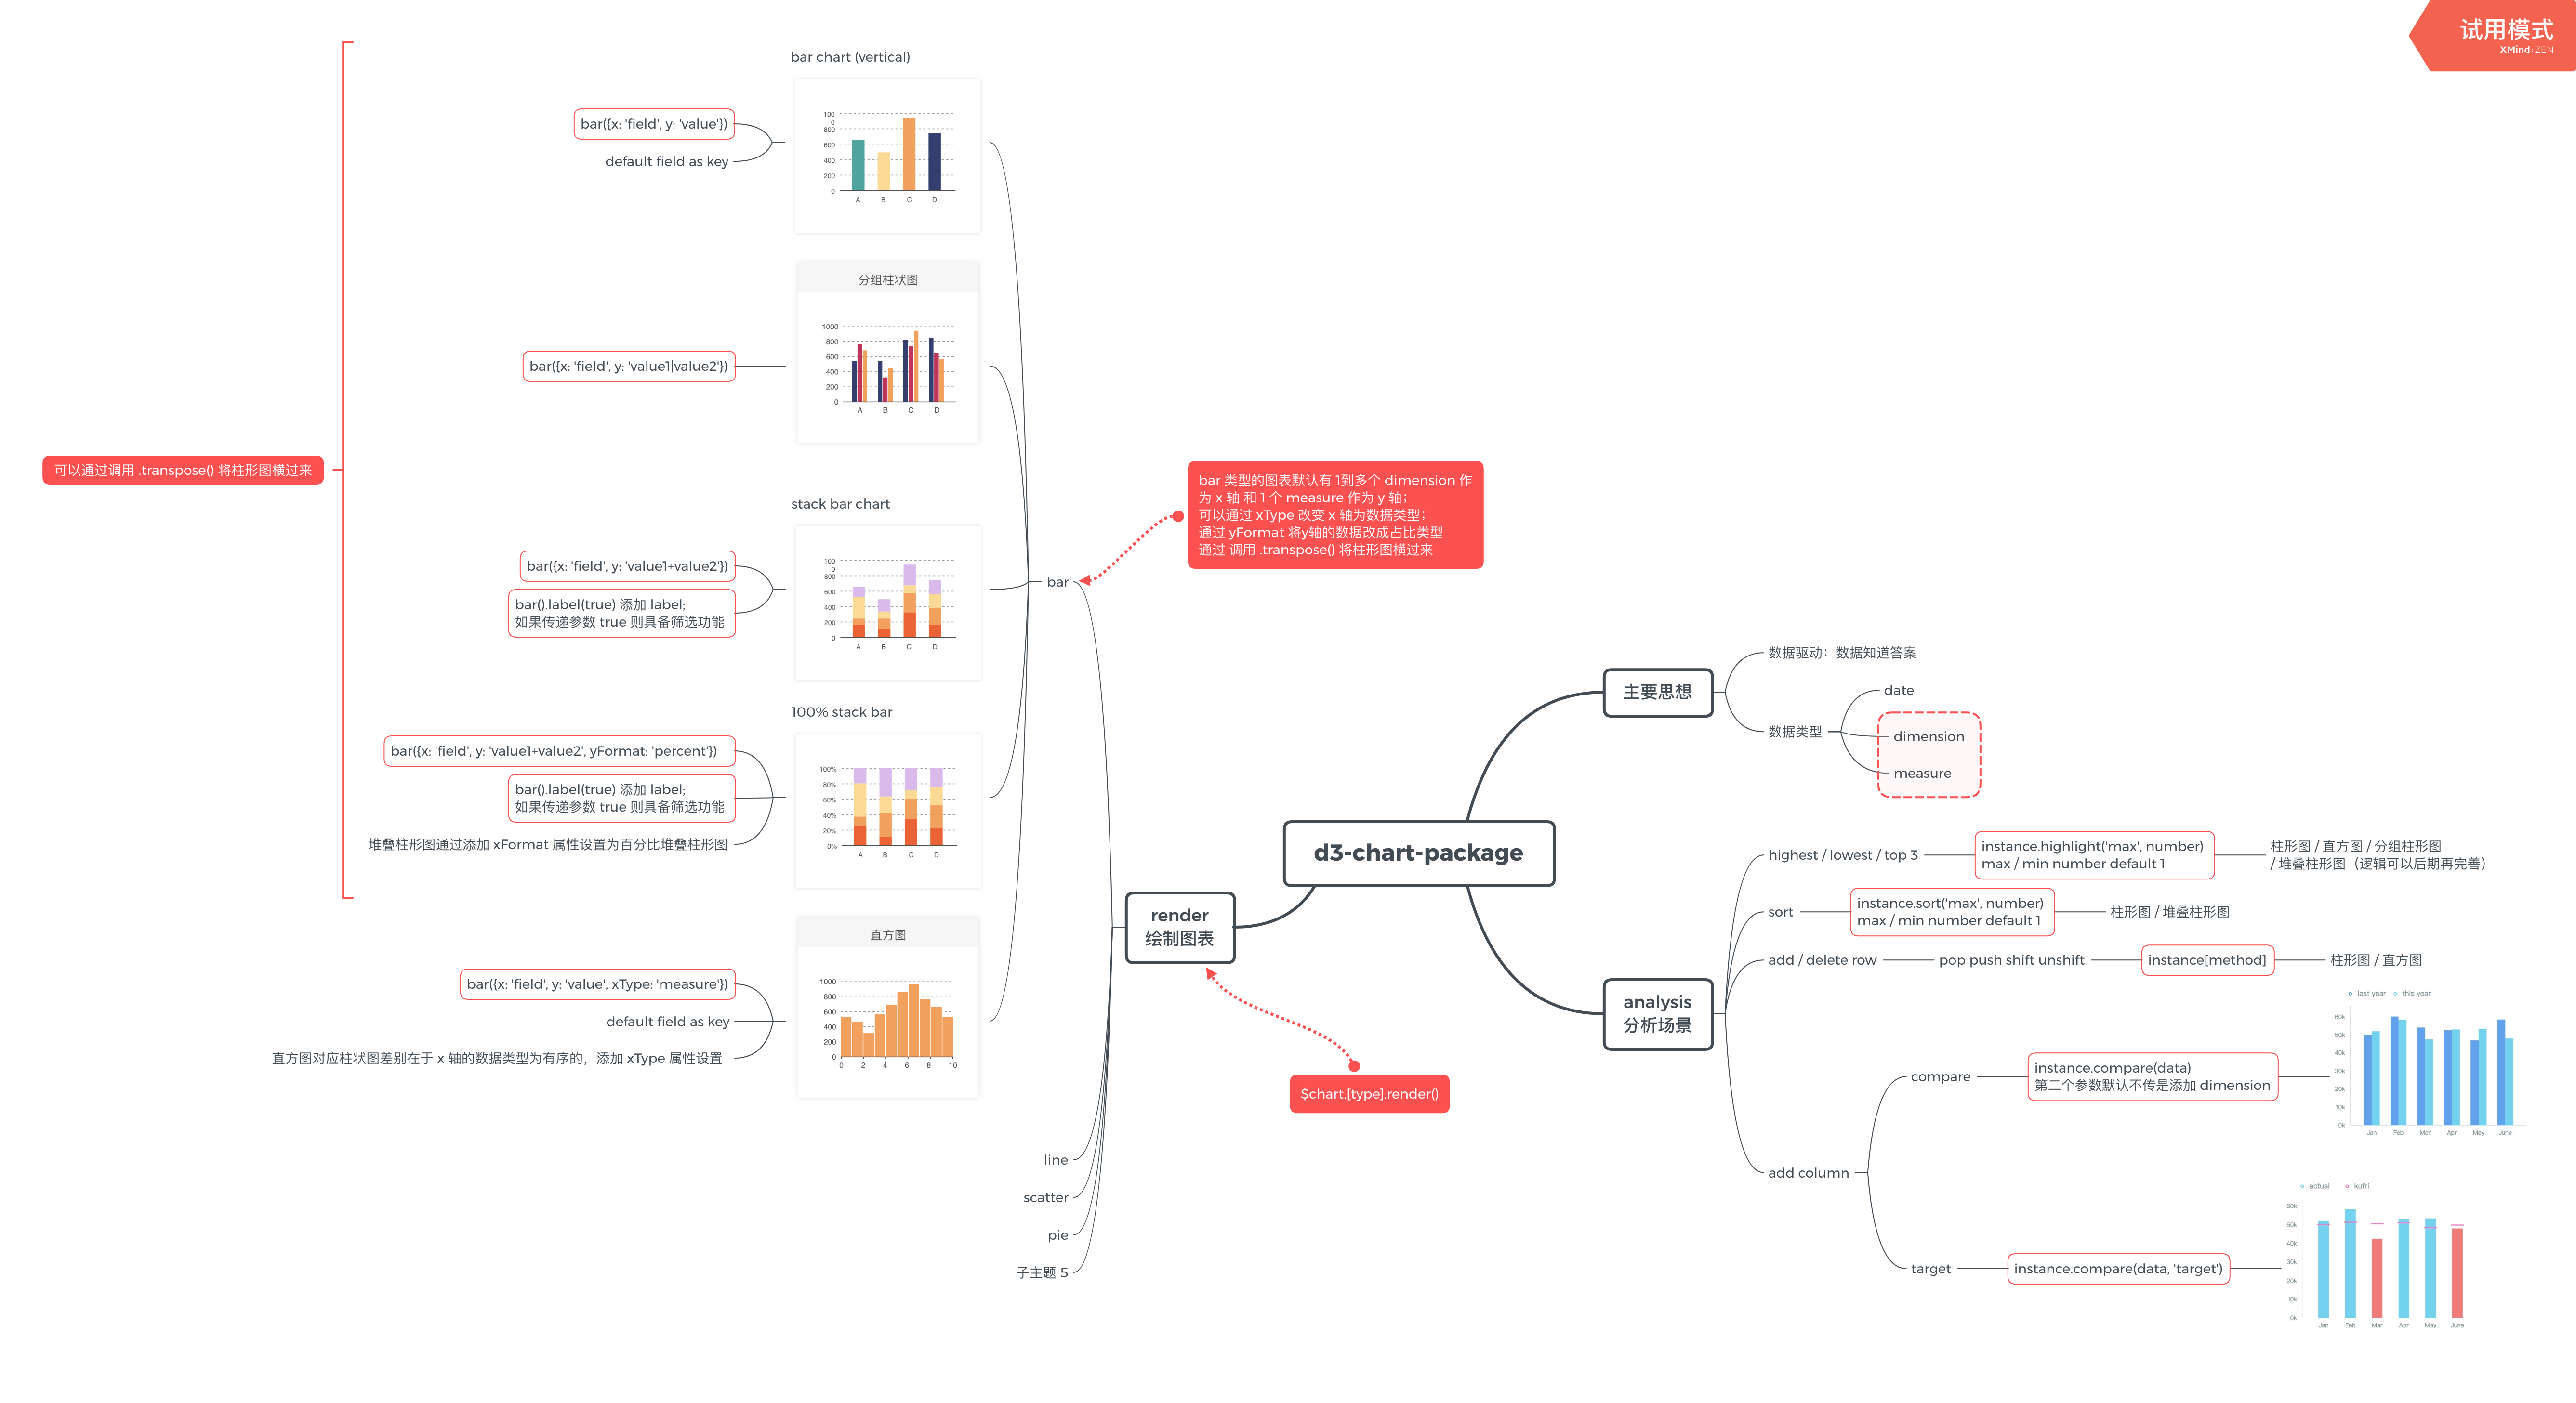 试用模式
XMind:ZEN
bar chart (vertical)
100
0
800
600
400
200
0
A B C D
bar({x: 'field', y: 'value'})
default field as key
分组柱状图
1000
800
600
400
200
0
A B C D
bar({x: 'field', y: 'value1|value2'})
可以通过调用 .transpose() 将柱形图横过来
stack bar chart
100
0
800
600
400
200
0
A B C D
bar({x: 'field', y: 'value1+value2'})
bar().label(true) 添加 label;
如果传递参数 true 则具备筛选功能
100% stack bar
100%
80%
60%
40%
20%
0%
A B C D
bar({x: 'field', y: 'value1+value2', yFormat: 'percent'})
bar().label(true) 添加 label;
如果传递参数 true 则具备筛选功能
堆叠柱形图通过添加 xFormat 属性设置为百分比堆叠柱形图
直方图
1000
800
600
400
200
0
0 2 4 6 8 10
bar({x: 'field', y: 'value', xType: 'measure'})
default field as key
直方图对应柱状图差别在于 x 轴的数据类型为有序的，添加 xType 属性设置
bar
bar 类型的图表默认有 1到多个 dimension 作
为 x 轴 和 1 个 measure 作为 y 轴；
可以通过 xType 改变 x 轴为数据类型；
通过 yFormat 将y轴的数据改成占比类型
通过 调用 .transpose() 将柱形图横过来
line
scatter
pie
子主题 5
render
绘制图表
$chart.[type].render()
d3-chart-package
主要思想
数据驱动：数据知道答案
数据类型
date
dimension
measure
analysis
分析场景
highest / lowest / top 3
instance.highlight('max', number)
max / min number default 1
柱形图 / 直方图 / 分组柱形图
/ 堆叠柱形图（逻辑可以后期再完善）
sort
instance.sort('max', number)
max / min number default 1
柱形图 / 堆叠柱形图
add / delete row
pop push shift unshift
instance[method]
柱形图 / 直方图
add column
compare
instance.compare(data)
第二个参数默认不传是添加 dimension
last year this year
60k
50k
40k
30k
20k
10k
0k
Jan Feb Mar Apr May June
target
instance.compare(data, 'target')
actual kufri
60k
50k
40k
30k
20k
10k
0k
Jan Feb Mar Apr May June